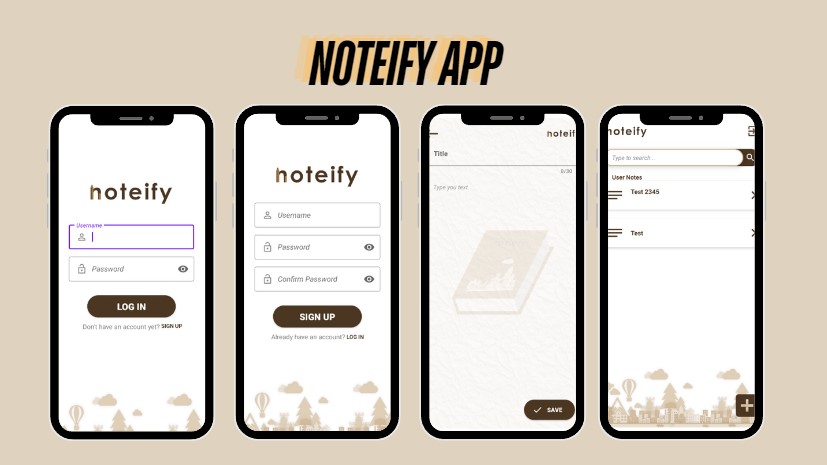 NOTEIFY APP
noteify
Username
Password
LOG IN
Don't have an account yet? SIGN UP
noteify
Username
Password
Confirm Password
SIGN UP
Already have an account? LOG IN
noteif
Title
0/30
Type you text
SAVE
noteify
Type to search...
User Notes
Test 2345
Test